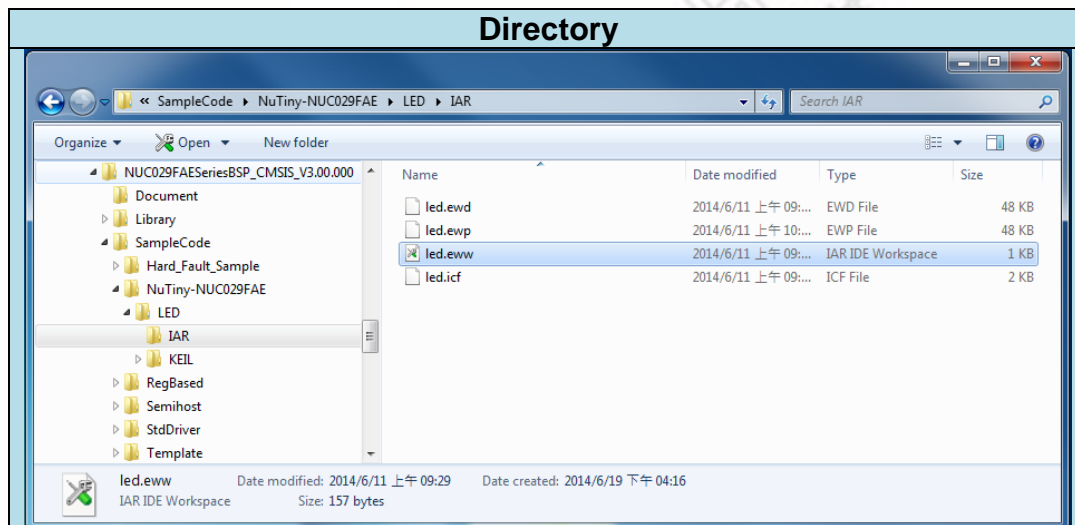 Directory
« SampleCode ▸ NuTiny-NUC029FAE ▸ LED ▸ IAR
Search IAR
Organize ▾ Open ▾ New folder
NUC029FAESeriesBSP_CMSIS_V3.00.000
Document
Library
SampleCode
Hard_Fault_Sample
NuTiny-NUC029FAE
LED
IAR
KEIL
RegBased
Semihost
StdDriver
Template
Name Date modified Type Size
led.ewd 2014/6/11 上午 09:... EWD File 48 KB
led.ewp 2014/6/11 上午 10:... EWP File 48 KB
led.eww 2014/6/11 上午 09:... IAR IDE Workspace 1 KB
led.icf 2014/6/11 上午 09:... ICF File 2 KB
led.eww Date modified: 2014/6/11 上午 09:29 Date created: 2014/6/19 下午 04:16
IAR IDE Workspace Size: 157 bytes